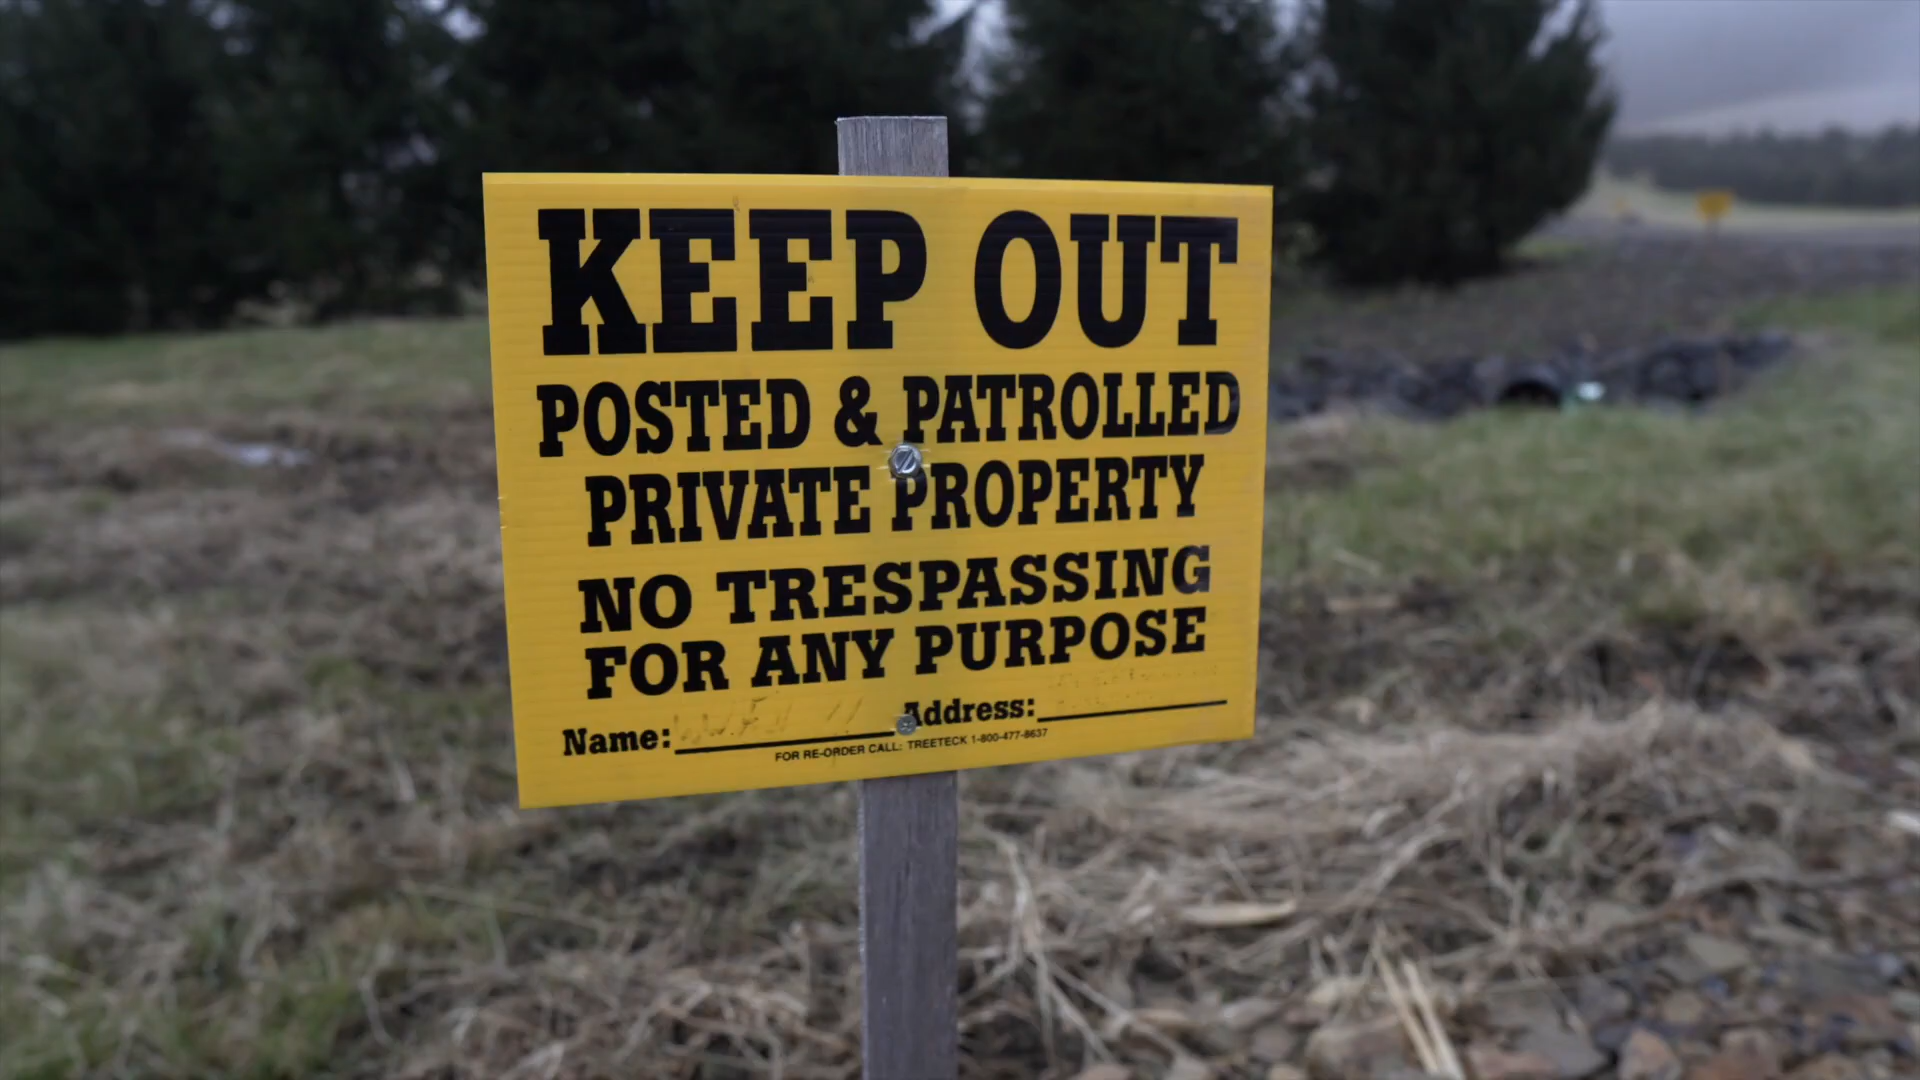 KEEP OUT
POSTED & PATROLLED
PRIVATE PROPERTY
NO TRESPASSING
FOR ANY PURPOSE
Name: Address:
FOR RE-ORDER CALL: TREETECK 1-800-477-8637